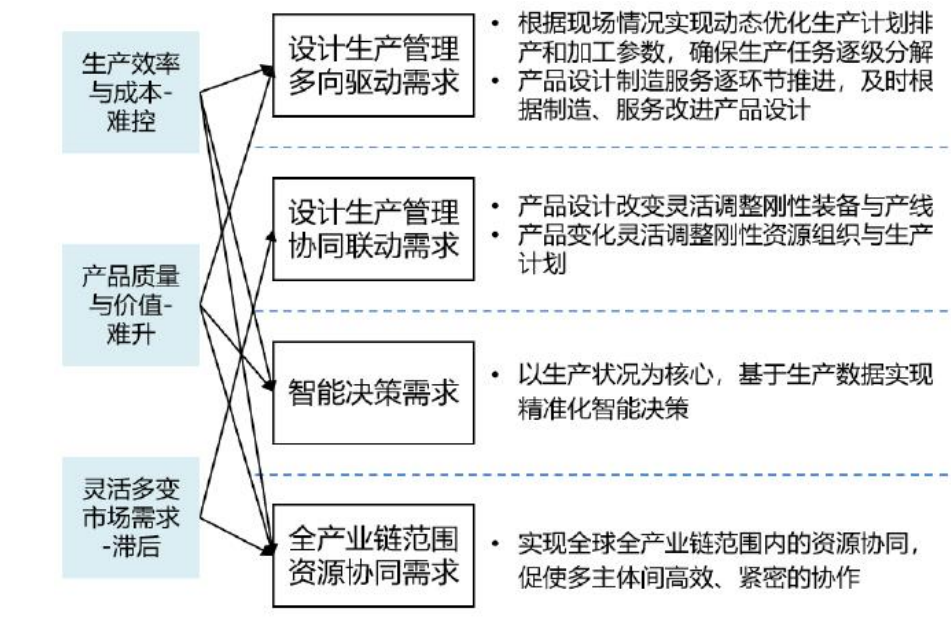 生产效率
与成本-
难控
产品质量
与价值-
难升
灵活多变
市场需求
-滞后
设计生产管理
多向驱动需求
• 根据现场情况实现动态优化生产计划排
产和加工参数，确保生产任务逐级分解
• 产品设计制造服务逐环节推进，及时根
据制造、服务改进产品设计
设计生产管理
协同联动需求
• 产品设计改变灵活调整刚性装备与产线
• 产品变化灵活调整刚性资源组织与生产
计划
智能决策需求
• 以生产状况为核心，基于生产数据实现
精准化智能决策
全产业链范围
资源协同需求
• 实现全球全产业链范围内的资源协同，
促使多主体间高效、紧密的协作